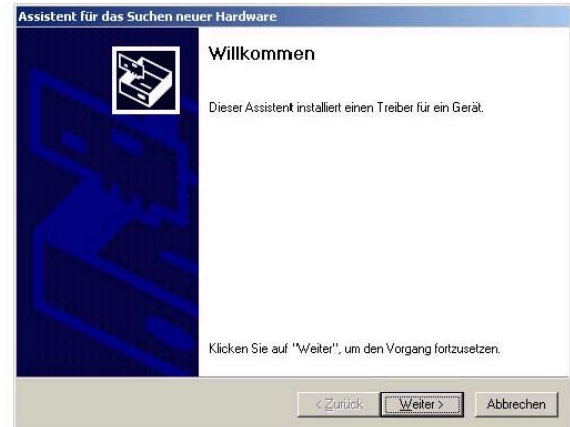 Assistent für das Suchen neuer Hardware
Willkommen
Dieser Assistent installiert einen Treiber für ein Gerät.
Klicken Sie auf "Weiter", um den Vorgang fortzusetzen.
< Zurück
Weiter >
Abbrechen